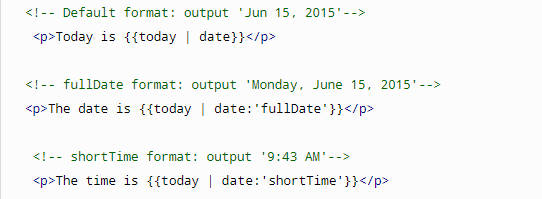 <!-- Default format: output 'Jun 15, 2015'-->
<p>Today is {{today | date}}</p>
<!-- fullDate format: output 'Monday, June 15, 2015'-->
<p>The date is {{today | date:'fullDate'}}</p>
<!-- shortTime format: output '9:43 AM'-->
<p>The time is {{today | date:'shortTime'}}</p>